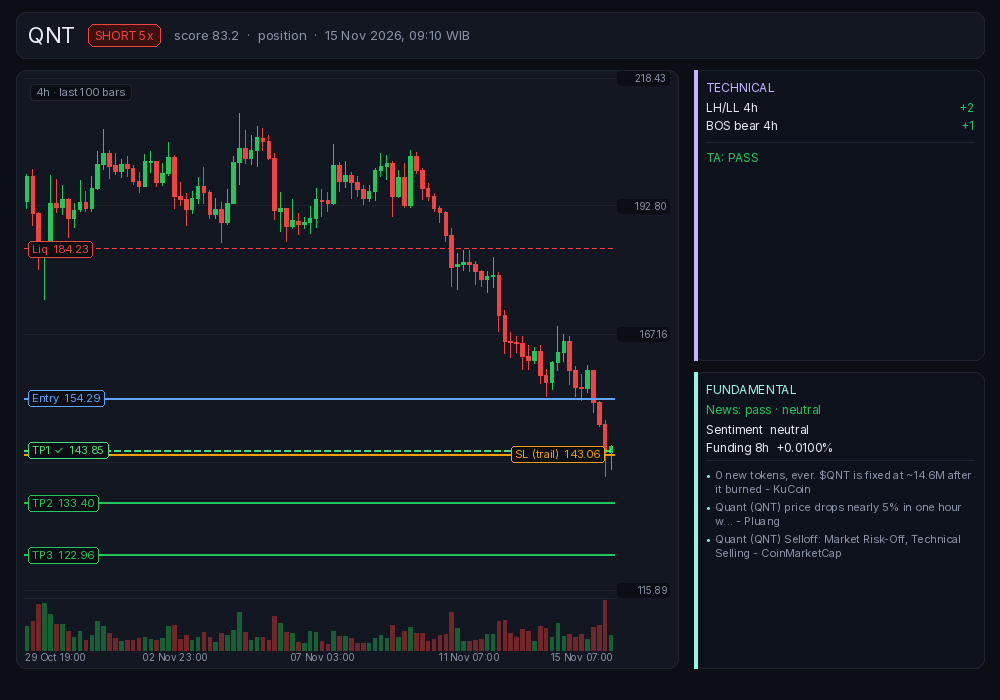 QNT SHORT 5x score 83.2 · position · 15 Nov 2026, 09:10 WIB
4h · last 100 bars
218.43
192.80
Liq 184.23
167.16
Entry 154.29
TP1 ✓ 143.85
SL (trail) 143.06
TP2 133.40
TP3 122.96
115.89
29 Oct 19:00 02 Nov 23:00 07 Nov 03:00 11 Nov 07:00 15 Nov 07:00
TECHNICAL
LH/LL 4h +2
BOS bear 4h +1
TA: PASS
FUNDAMENTAL
News: pass · neutral
Sentiment neutral
Funding 8h +0.0100%
• 0 new tokens, ever. $QNT is fixed at ~14.6M after
it burned - KuCoin
• Quant (QNT) price drops nearly 5% in one hour
w... - Pluang
• Quant (QNT) Selloff: Market Risk-Off, Technical
Selling - CoinMarketCap